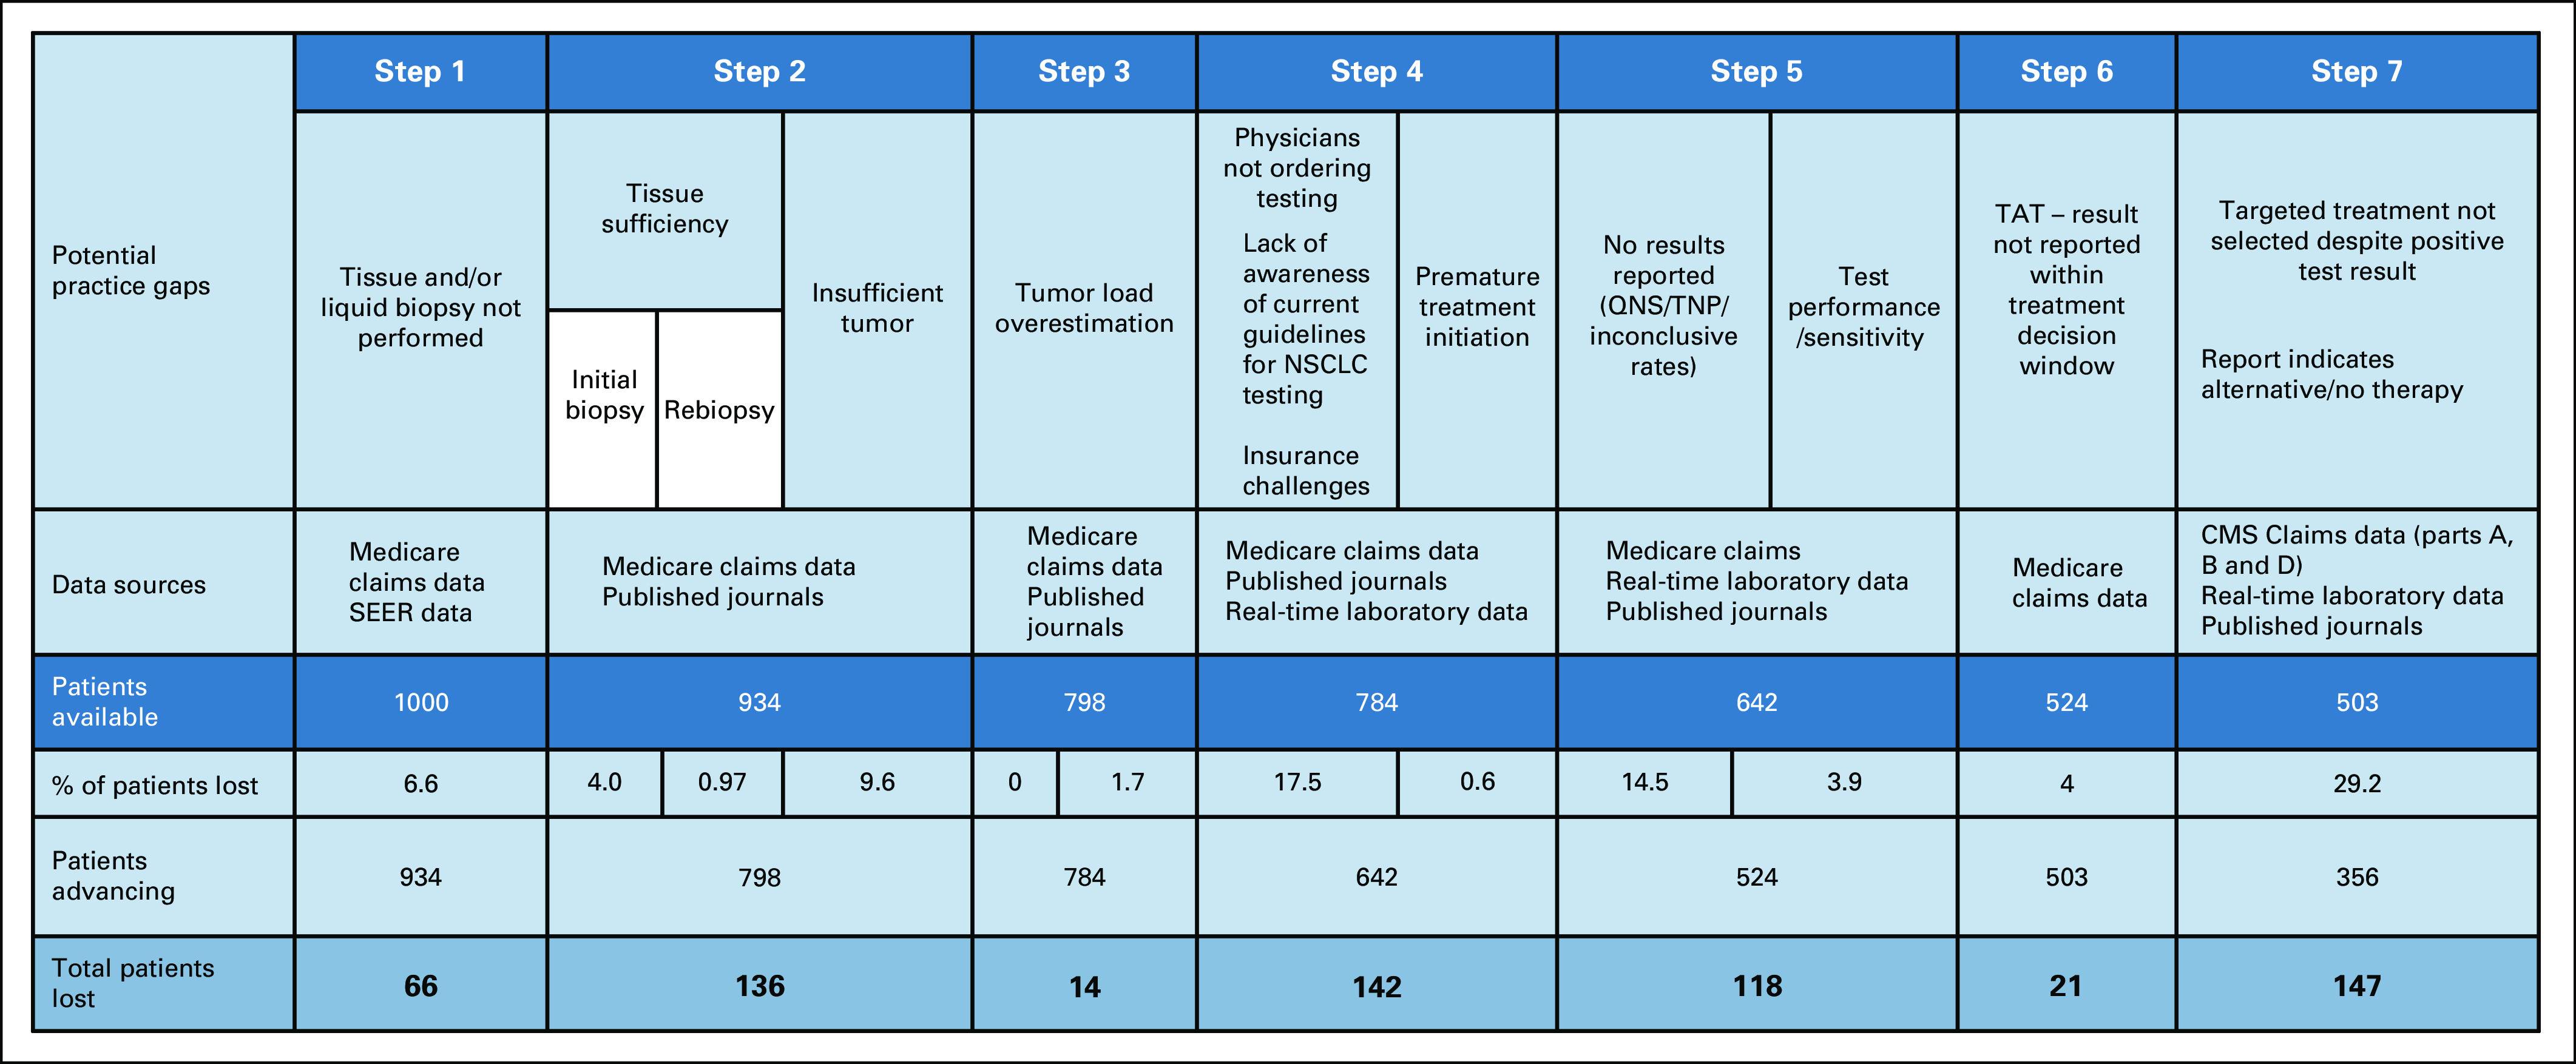 Step 1
Step 2
Step 3
Step 4
Step 5
Step 6
Step 7
Potential
practice gaps
Tissue and/or
liquid biopsy not
performed
Tissue
sufficiency
Initial
biopsy
Rebiopsy
Insufficient
tumor
Tumor load
overestimation
Physicians
not ordering
testing
Lack of
awareness
of current
guidelines
for NSCLC
testing
Insurance
challenges
Premature
treatment
initiation
No results
reported
(QNS/TNP/
inconclusive
rates)
Test
performance
/sensitivity
TAT – result
not reported
within
treatment
decision
window
Targeted treatment not
selected despite positive
test result
Report indicates
alternative/no therapy
Data sources
Medicare
claims data
SEER data
Medicare claims data
Published journals
Medicare
claims data
Published
journals
Medicare claims data
Published journals
Real-time laboratory data
Medicare claims
Real-time laboratory data
Published journals
Medicare
claims data
CMS Claims data (parts A,
B and D)
Real-time laboratory data
Published journals
Patients
available
1000
934
798
784
642
524
503
% of patients lost
6.6
4.0
0.97
9.6
0
1.7
17.5
0.6
14.5
3.9
4
29.2
Patients
advancing
934
798
784
642
524
503
356
Total patients
lost
66
136
14
142
118
21
147